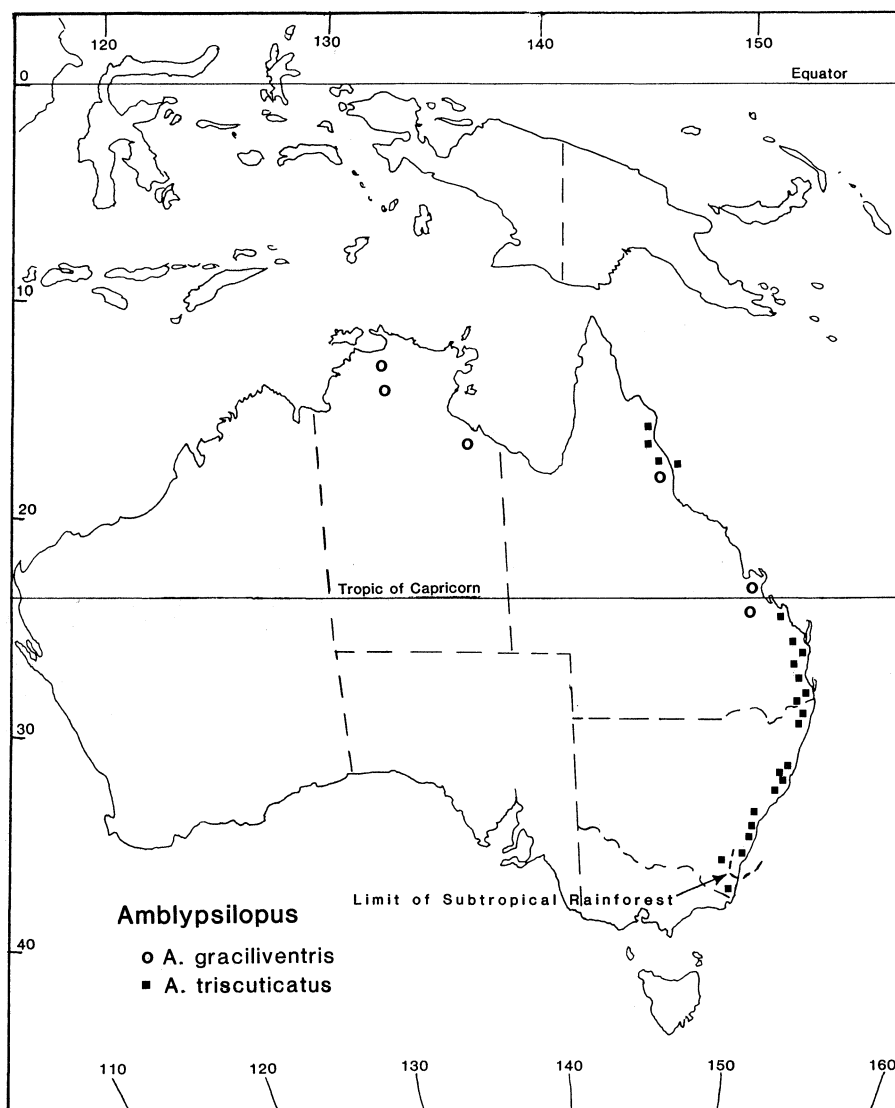 120 130 140 150
0 Equator
10
20
Tropic of Capricorn
30
Limit of Subtropical Rainforest
Amblypsilopus
o A. graciliventris
■ A. triscuticatus
40
110 120 130 140 150 160